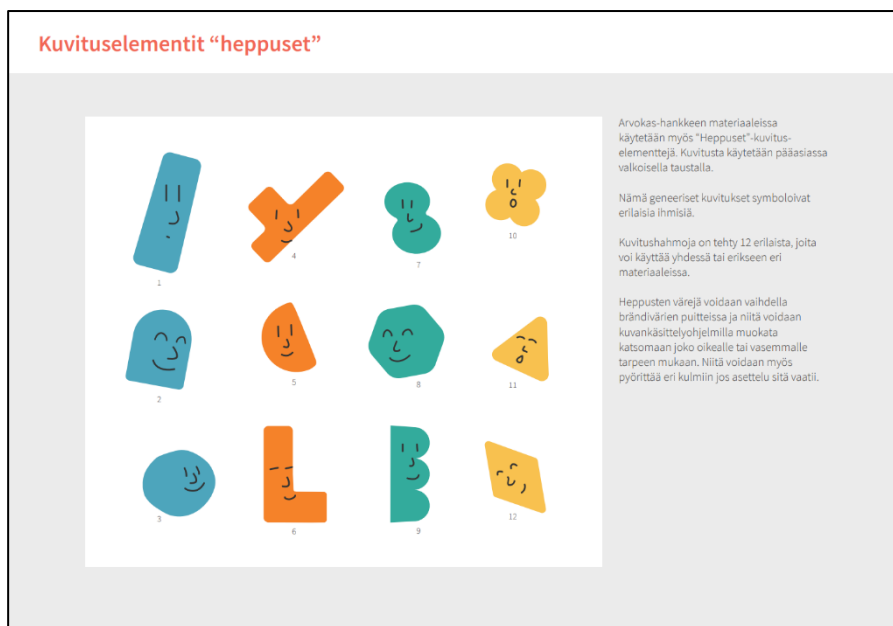 Kuvituselementit “heppuset”
Arvokas-hankkeen materiaaleissa
käytetään myös “Heppuset”-kuvitus-
elementtejä. Kuvitusta käytetään pääasiassa
valkoisella taustalla.
Nämä geneeriset kuvitukset symboloivat
erilaisia ihmisiä.
Kuvitushahmoja on tehty 12 erilaista, joita
voi käyttää yhdessä tai erikseen eri
materiaaleissa.
Heppusten värejä voidaan vaihdella
brändivärien puitteissa ja niitä voidaan
kuvankäsittelyohjelmilla muokata
katsomaan joko oikealle tai vasemmalle
tarpeen mukaan. Niitä voidaan myös
pyörittää eri kulmiin jos asettelu sitä vaatii.
1
4
7
10
2
5
8
11
3
6
9
12